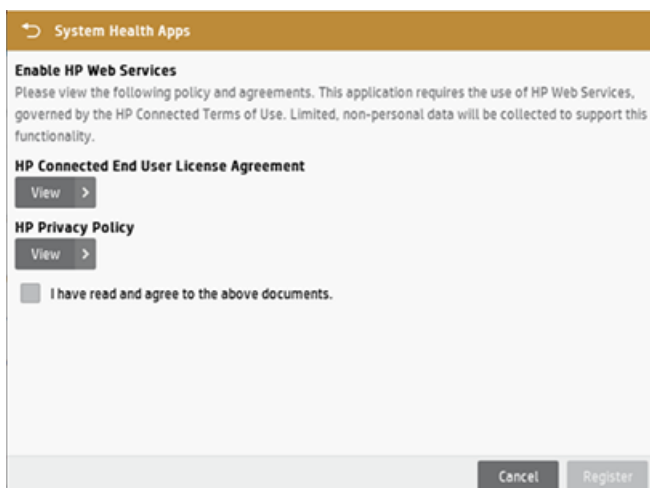 System Health Apps
Enable HP Web Services
Please view the following policy and agreements. This application requires the use of HP Web Services,
governed by the HP Connected Terms of Use. Limited, non-personal data will be collected to support this
functionality.
HP Connected End User License Agreement
View
HP Privacy Policy
View
I have read and agree to the above documents.
Cancel Register